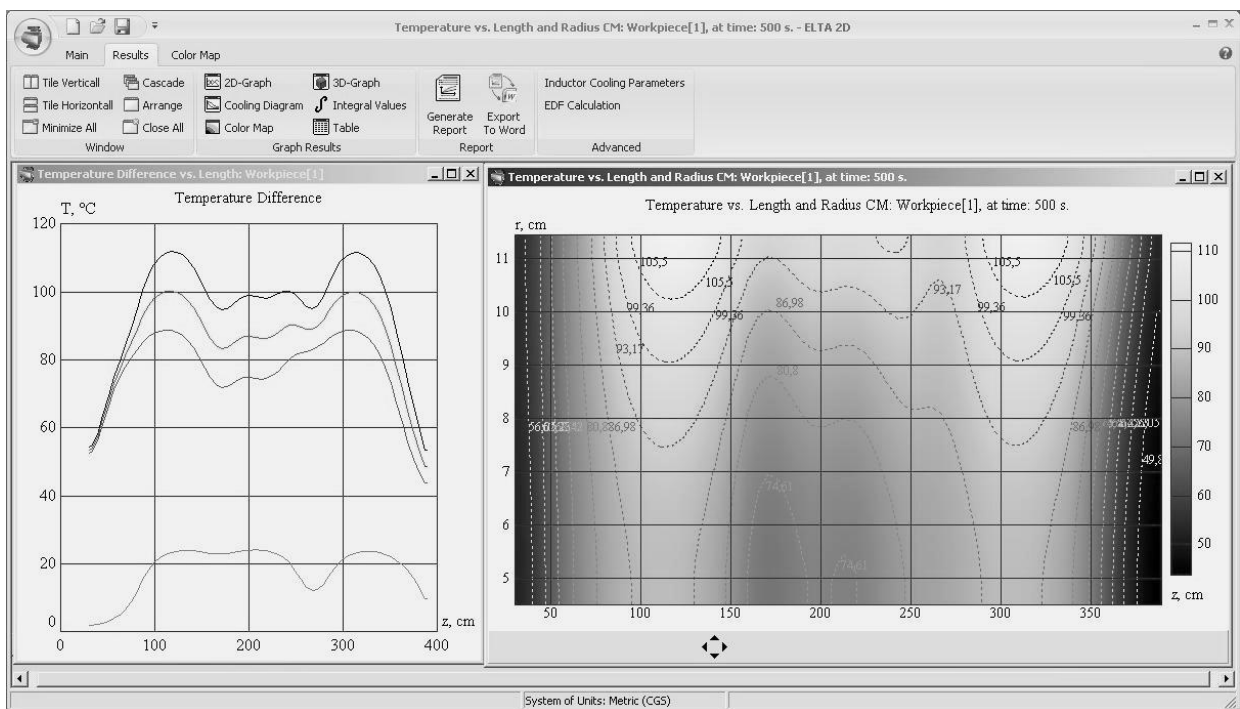 Temperature vs. Length and Radius CM: Workpiece[1], at time: 500 s. - ELTA 2D
Main Results Color Map
Tile Verticall Cascade 2D-Graph 3D-Graph Inductor Cooling Parameters
Tile Horizontall Arrange Cooling Diagram Integral Values EDF Calculation
Minimize All Close All Color Map Table
Generate Report Export To Word
Window Graph Results Report Advanced
Temperature Difference vs. Length: Workpiece[1]
Temperature Difference
T, °C
120
100
80
60
40
20
0
0 100 200 300 400
z, cm
Temperature vs. Length and Radius CM: Workpiece[1], at time: 500 s.
Temperature vs. Length and Radius CM: Workpiece[1], at time: 500 s.
r, cm
11
10
9
8
7
6
5
105,5 105,5
105,5 105,5
99,36 99,36 99,36 99,36
93,17 93,17
86,98
80,8
80,8 86,98 86,98
74,61
74,61
49,8
50 100 150 200 250 300 350
z, cm
110
100
90
80
70
60
50
System of Units: Metric (CGS)